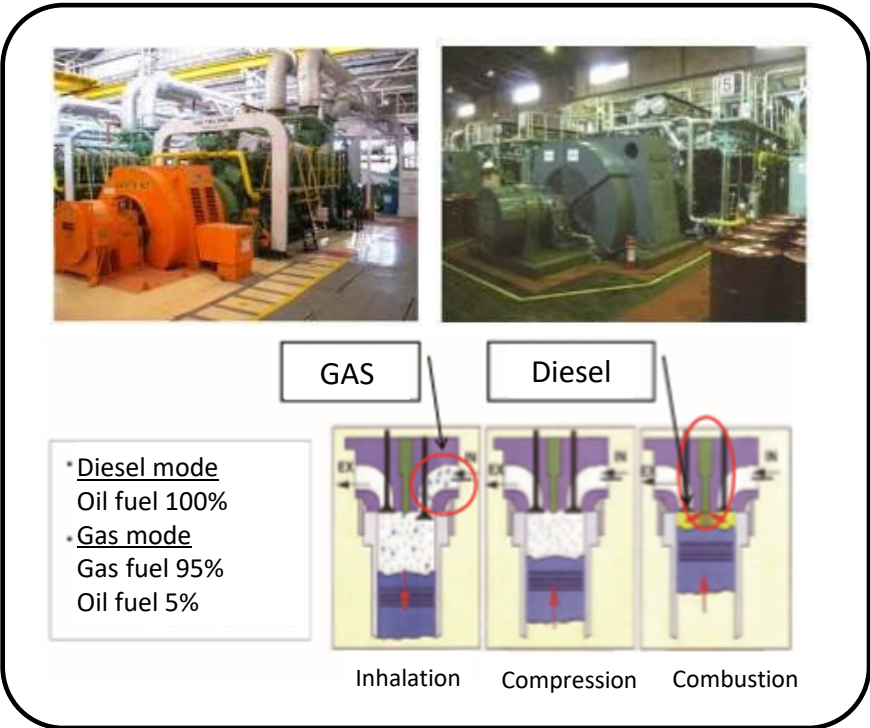 5
GAS
Diesel
Diesel mode
Oil fuel 100%
Gas mode
Gas fuel 95%
Oil fuel 5%
EX
IN
EX
IN
EX
IN
Inhalation
Compression
Combustion